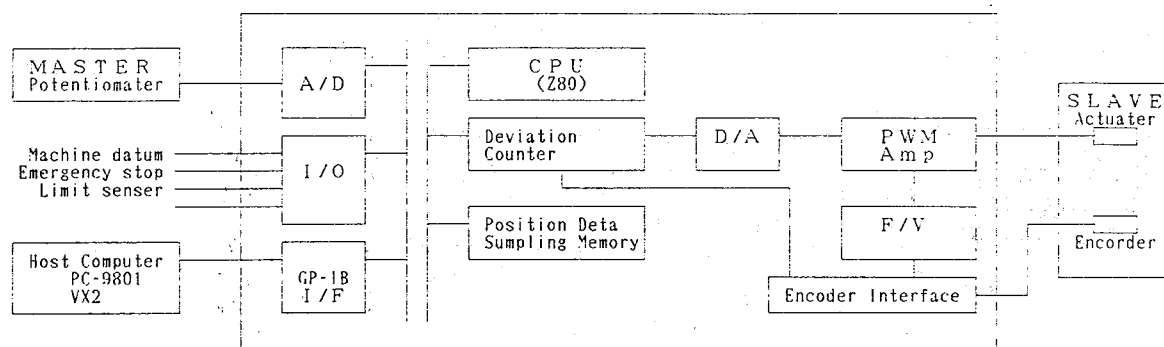 MASTER
Potentiomater
A/D
CPU
(Z80)
SLAVE
Actuater
Machine datum
Emergency stop
Limit senser
I/O
Deviation
Counter
D/A
PWM
Amp
Position Deta
Sumpling Memory
F/V
Encorder
Host Computer
PC-9801
VX2
GP-1B
I/F
Encoder Interface